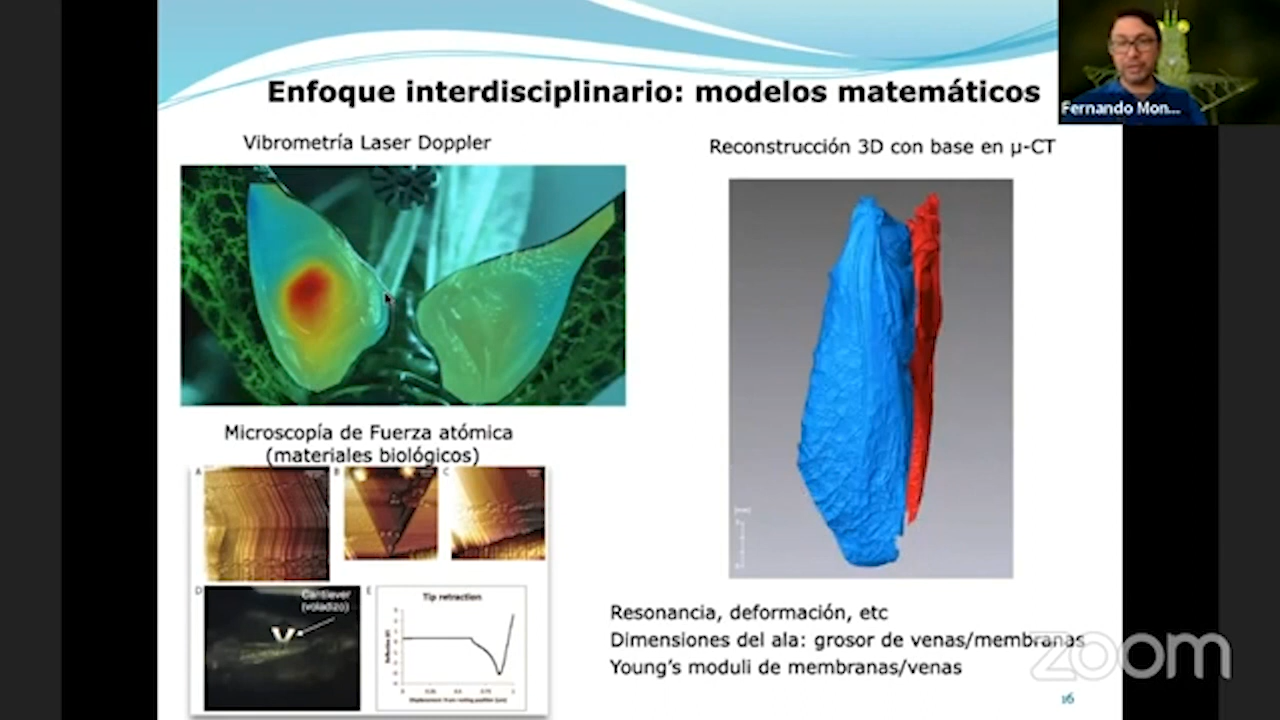 Enfoque interdisciplinario: modelos matemáticos
Fernando Mon...
Vibrometría Laser Doppler
Reconstrucción 3D con base en µ-CT
Microscopía de Fuerza atómica
(materiales biológicos)
A
B
C
D
Cantilever
(voladizo)
E
Tip retraction
Resonancia, deformación, etc
Dimensiones del ala: grosor de venas/membranas
Young's moduli de membranas/venas
zoom
16